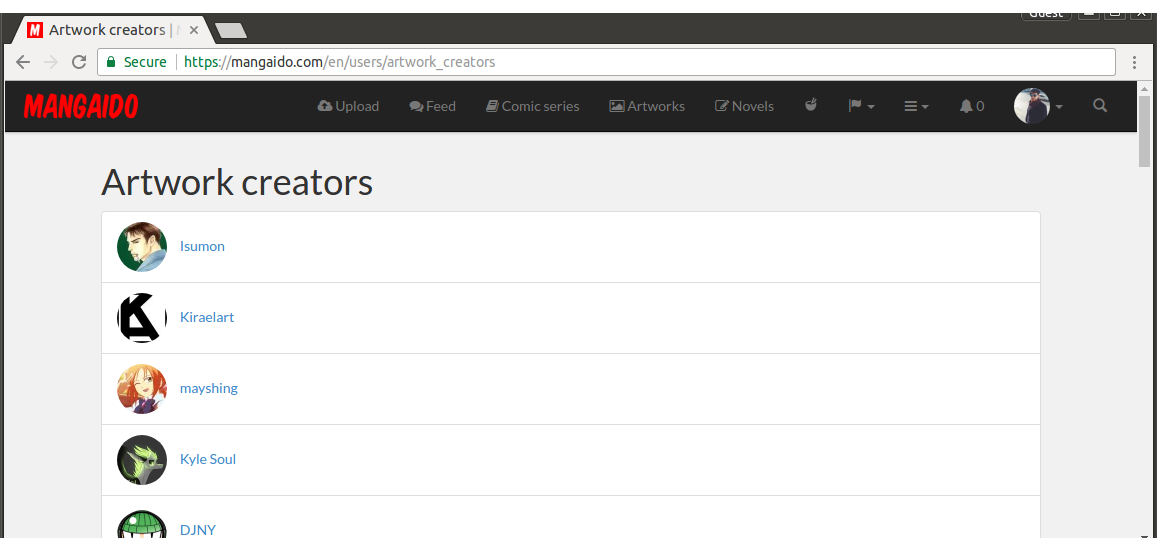 Guest
Artwork creators |
Secure https://mangaido.com/en/users/artwork_creators
MANGAIDO Upload Feed Comic series Artworks Novels 0
Artwork creators
Isumon
Kiraelart
mayshing
Kyle Soul
DJNY